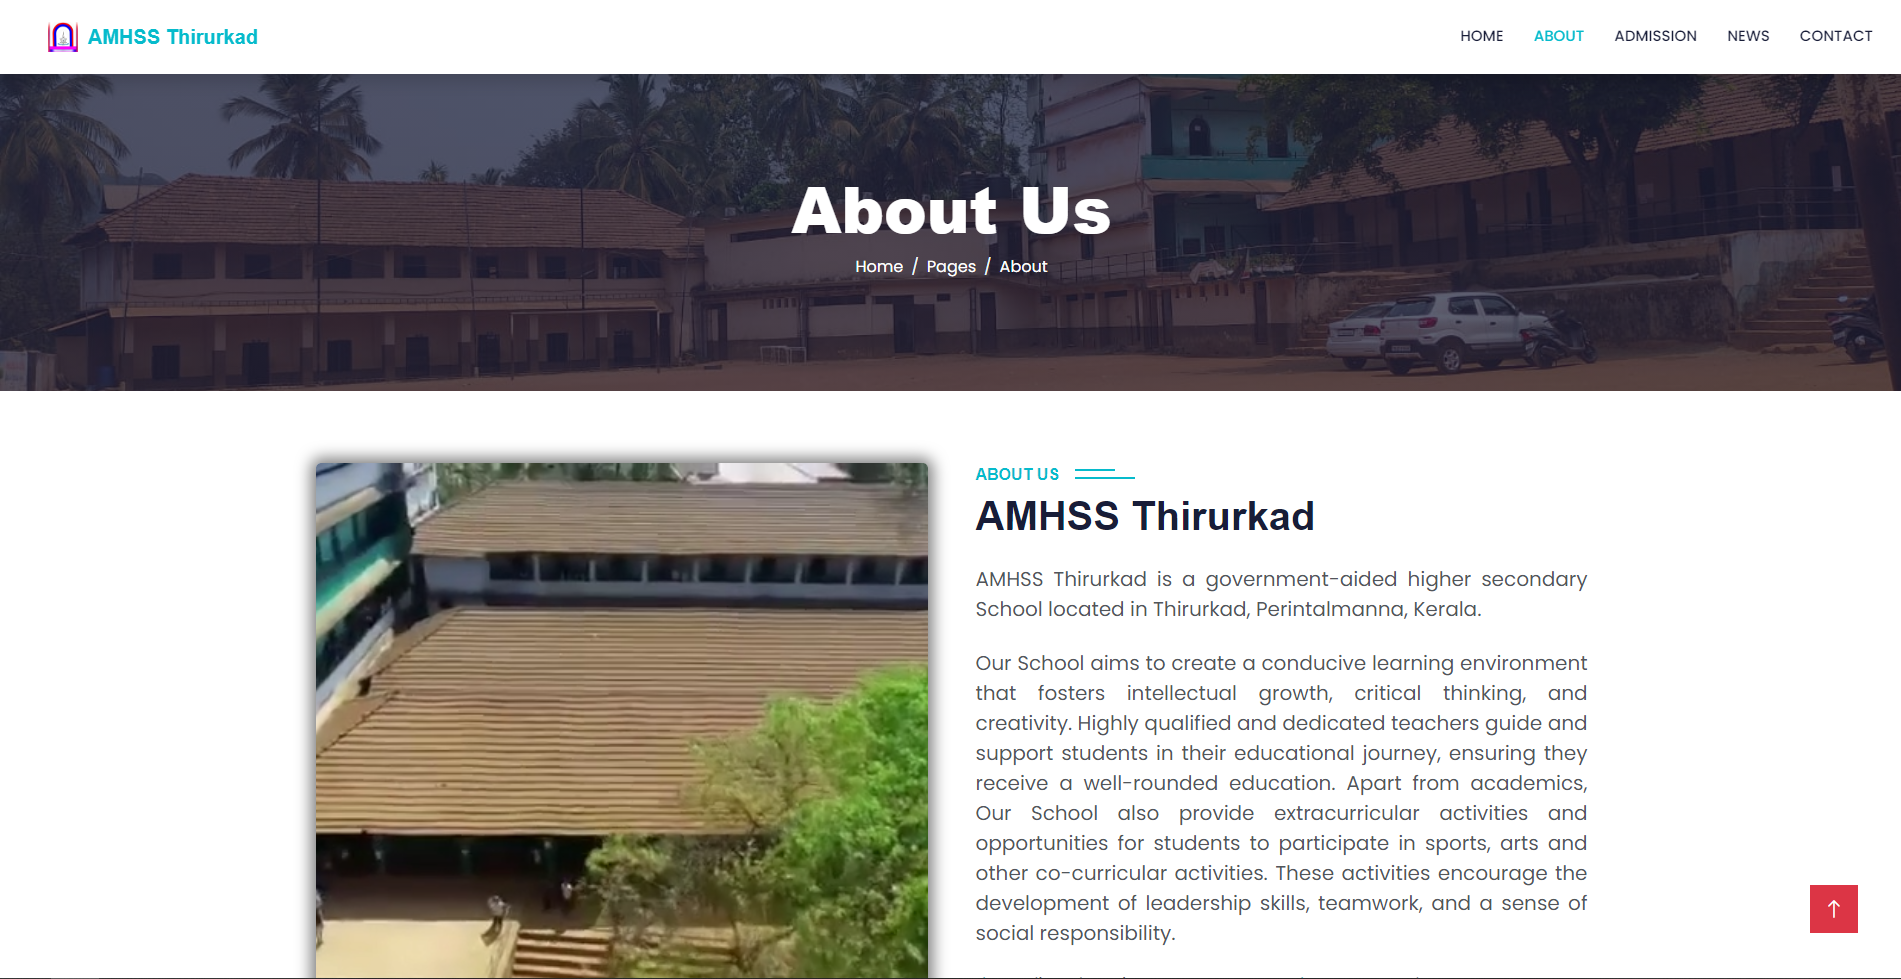 AMHSS Thirurkad
HOME ABOUT ADMISSION NEWS CONTACT
About Us
Home / Pages / About
ABOUT US
AMHSS Thirurkad
AMHSS Thirurkad is a government-aided higher secondary
School located in Thirurkad, Perintalmanna, Kerala.
Our School aims to create a conducive learning environment
that fosters intellectual growth, critical thinking, and
creativity. Highly qualified and dedicated teachers guide and
support students in their educational journey, ensuring they
receive a well-rounded education. Apart from academics,
Our School also provide extracurricular activities and
opportunities for students to participate in sports, arts and
other co-curricular activities. These activities encourage the
development of leadership skills, teamwork, and a sense of
social responsibility.